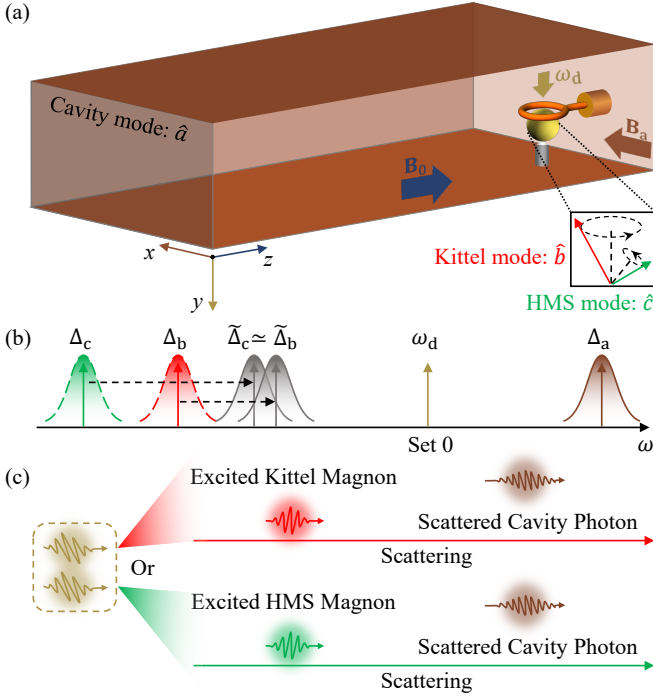 (a)
Cavity mode: â
ω_d
B_a
B_0
x
z
y
Kittel mode: b̂
HMS mode: ĉ
(b)
Δ_c Δ_b Δ̃_c ≃ Δ̃_b ω_d Δ_a
Set 0 ω
(c)
Excited Kittel Magnon
Scattered Cavity Photon
Scattering
Or
Excited HMS Magnon
Scattered Cavity Photon
Scattering